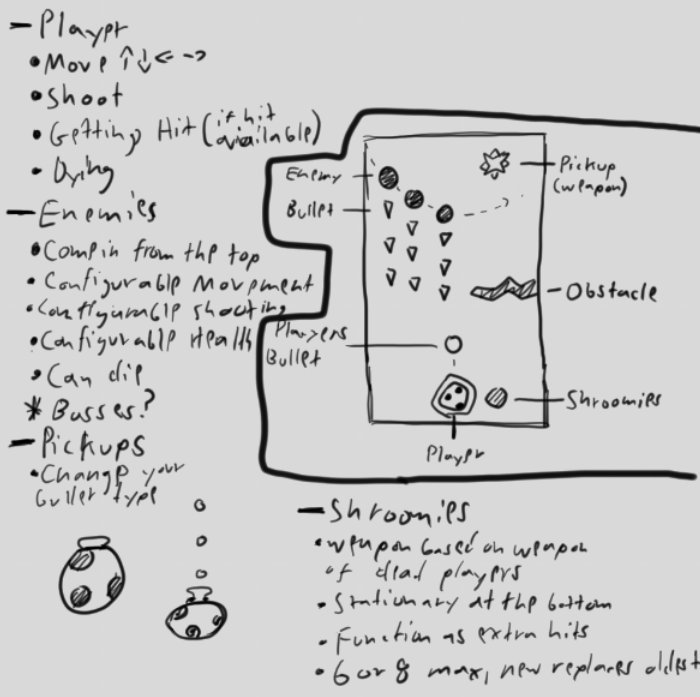 - Player
• Move ↑↓← →
• Shoot
• Getting Hit (if hit
available)
• Dying
- Enemies
• Come in from the top
• Configurable Movement
• Configurable shooting
• Configurable Health
• Can die
* Bosses?
- Pickups
• Change your
bullet type
Enemy
Bullet
Pickup
(weapon)
Obstacle
Players
Bullet
Shroomies
Player
- Shroomies
• weapon based on weapon
of dead players
• Stationary at the bottom
• Function as extra hits
• 6 or 8 max, new replaces oldest